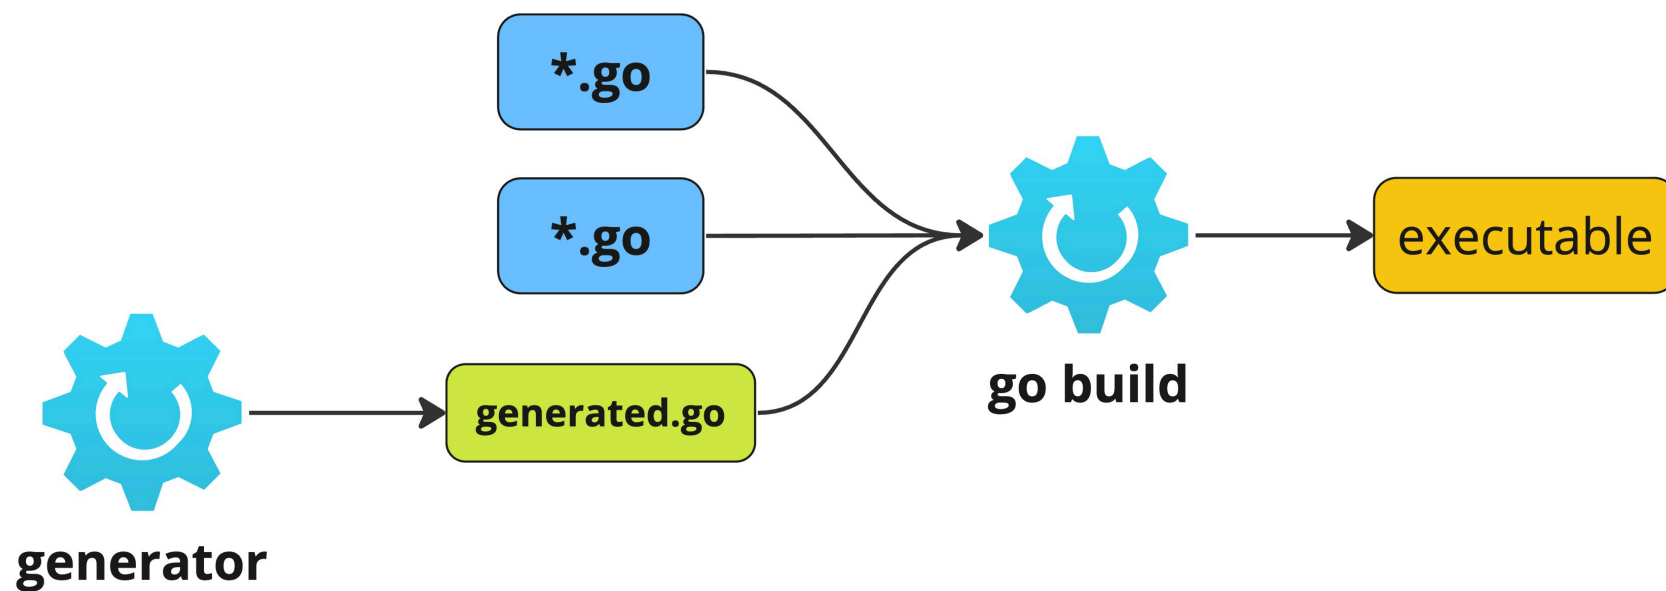 *.go
*.go
executable
go build
generated.go
generator